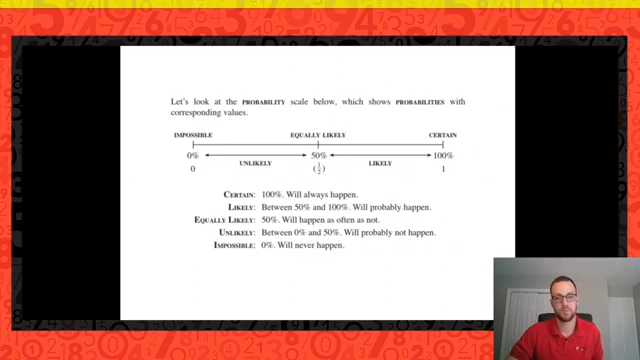 Let's look at the PROBABILITY scale below, which shows PROBABILITIES with
corresponding values.
IMPOSSIBLE EQUALLY LIKELY CERTAIN
0% 50% 100%
UNLIKELY LIKELY
0 (1/2) 1
CERTAIN: 100%. Will always happen.
LIKELY: Between 50% and 100%. Will probably happen.
EQUALLY LIKELY: 50%. Will happen as often as not.
UNLIKELY: Between 0% and 50%. Will probably not happen.
IMPOSSIBLE: 0%. Will never happen.